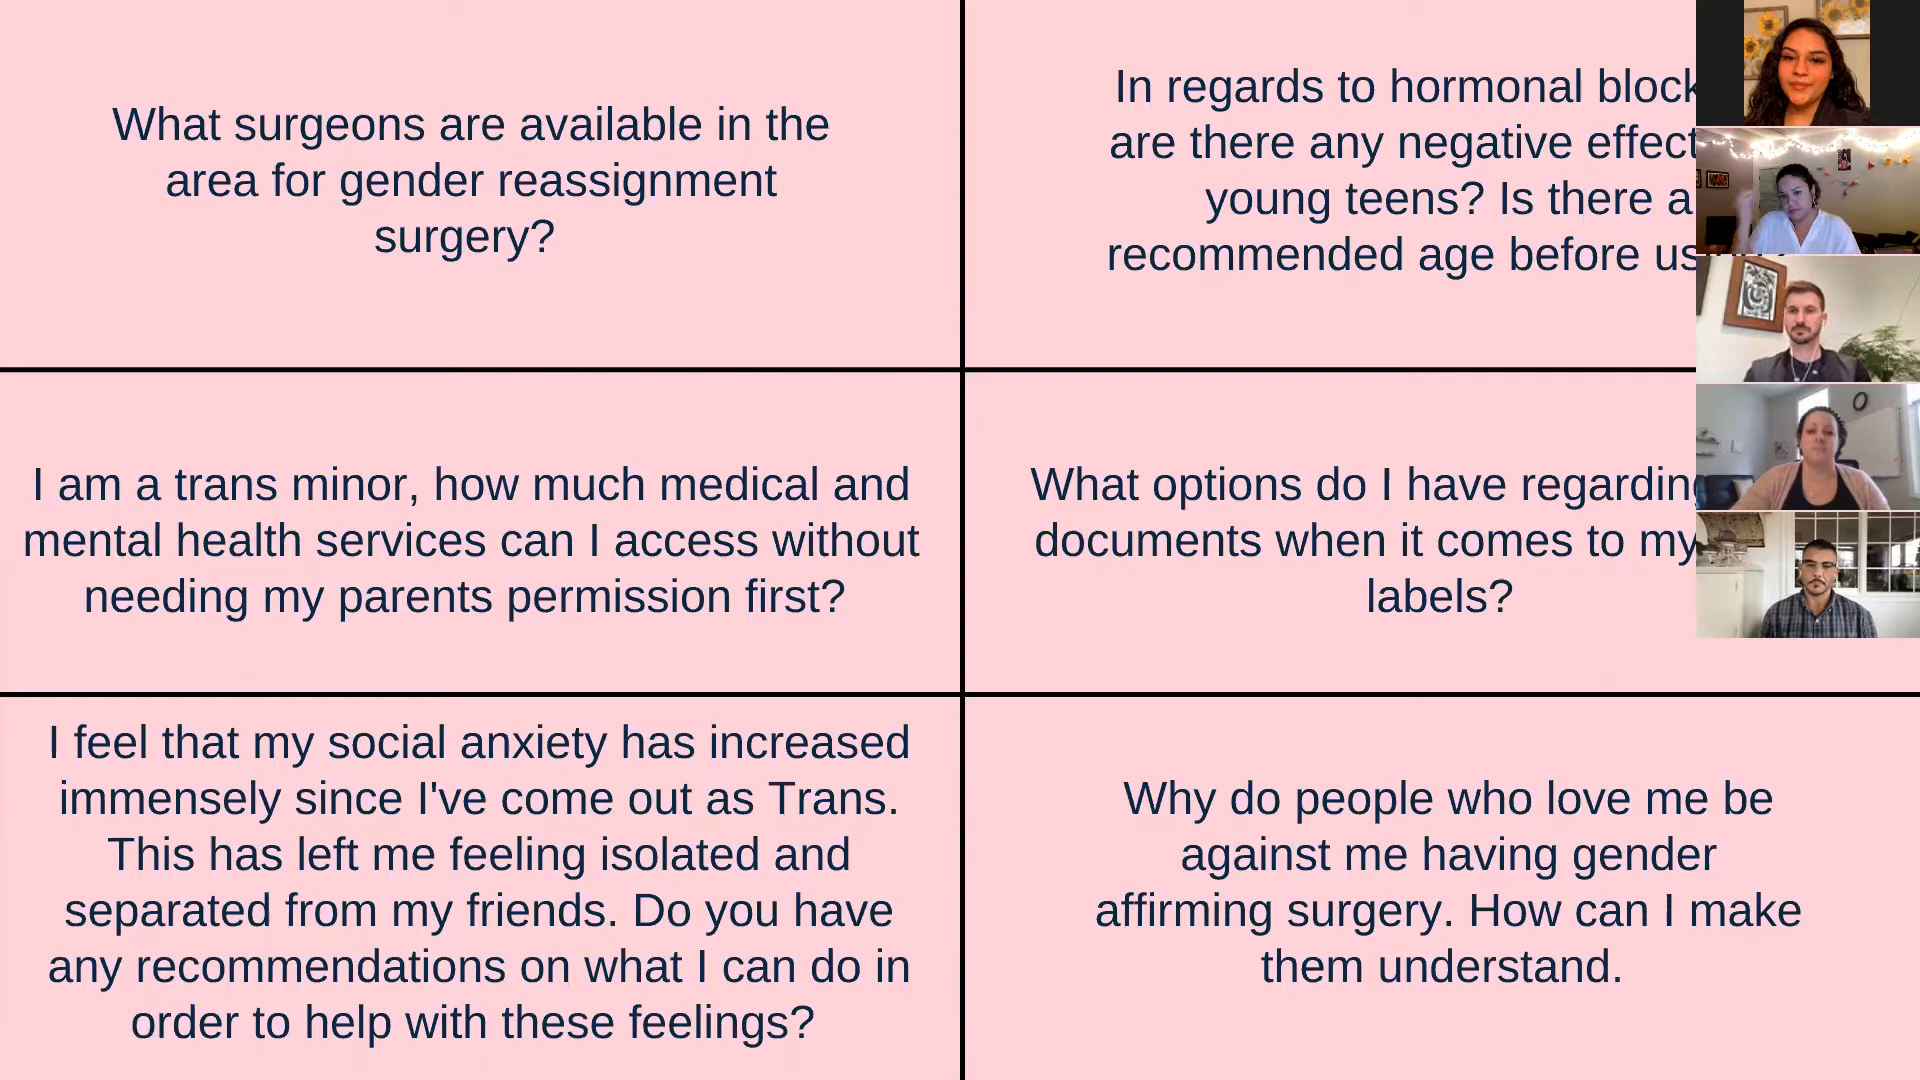 What surgeons are available in the
area for gender reassignment
surgery?
In regards to hormonal
are there any negative
young teens? Is there a
recommended age before
I am a trans minor, how much medical and
mental health services can I access without
needing my parents permission first?
What options do I have regarding
documents when it comes to my
labels?
I feel that my social anxiety has increased
immensely since I've come out as Trans.
This has left me feeling isolated and
separated from my friends. Do you have
any recommendations on what I can do in
order to help with these feelings?
Why do people who love me be
against me having gender
affirming surgery. How can I make
them understand.